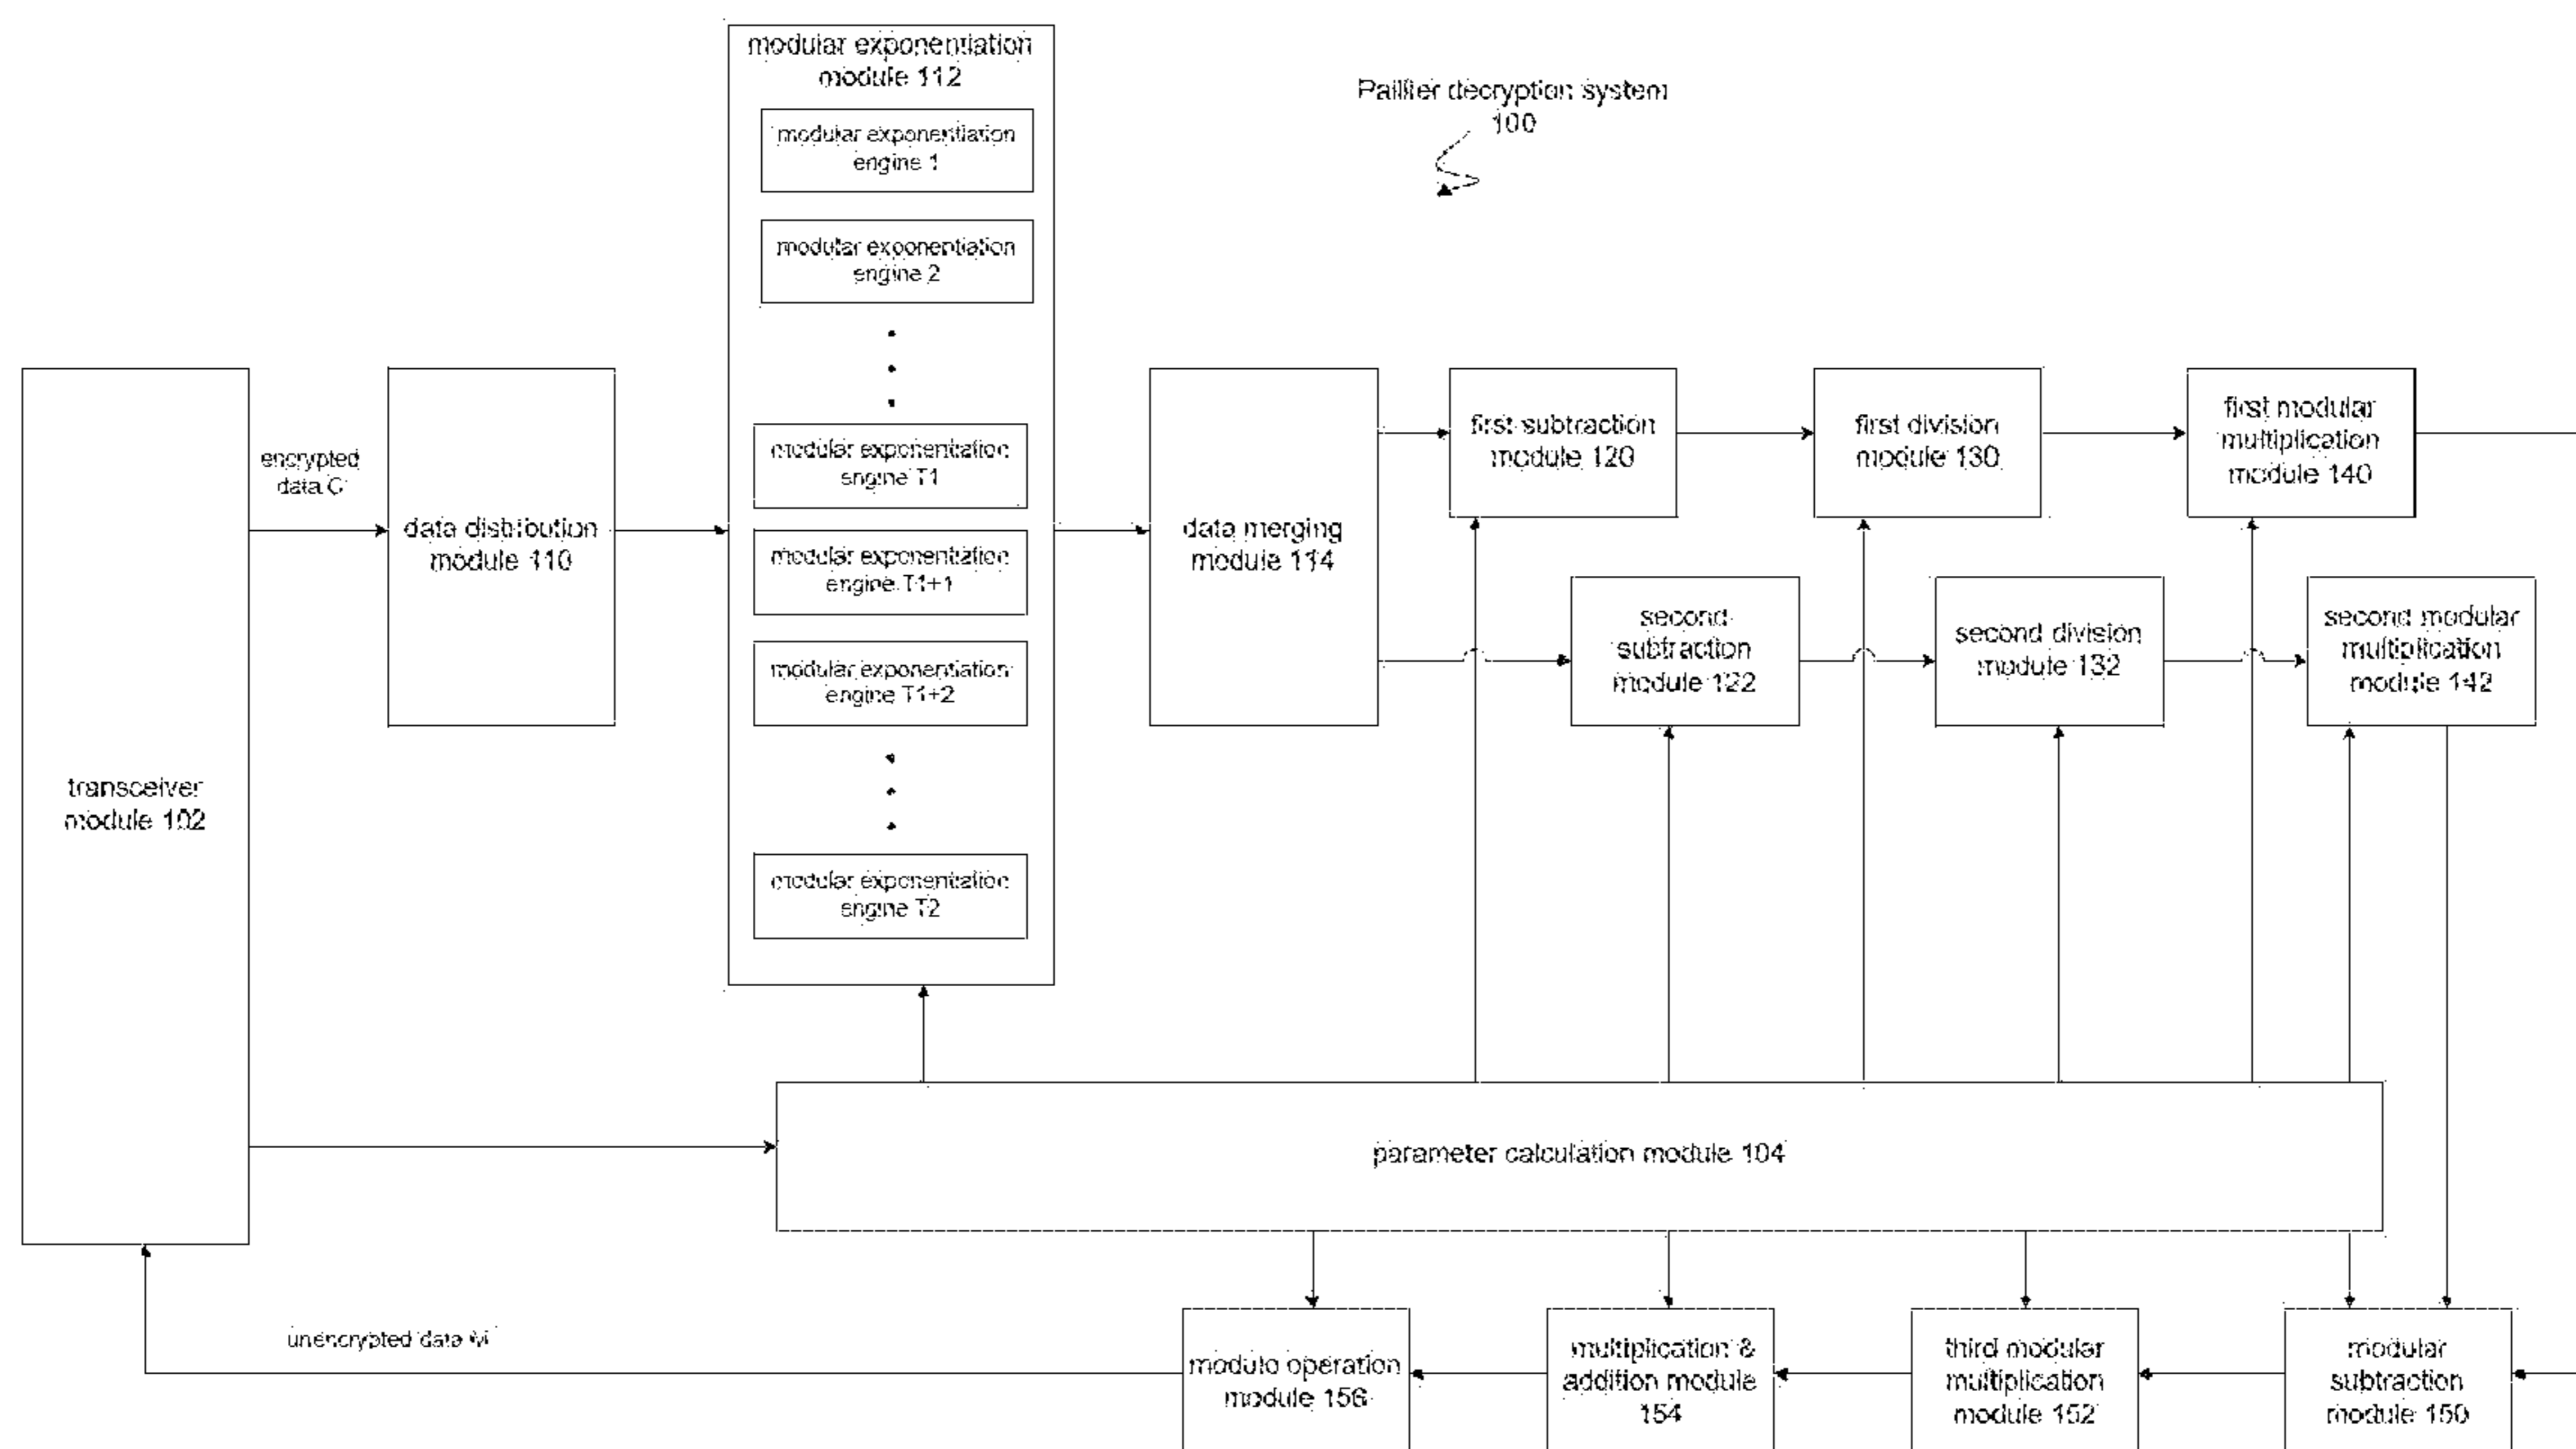 modular exponentiation
module 112
Paillier decryption system
100
modular exponentiation
engine 1
modular exponentiation
engine 2
modular exponentiation
engine T1
modular exponentiation
engine T1+1
modular exponentiation
engine T1+2
modular exponentiation
engine T2
transceiver
module 102
encrypted
data C
data distribution
module 110
data merging
module 114
first subtraction
module 120
first division
module 130
first modular
multiplication
module 140
second
subtraction
module 122
second division
module 132
second modular
multiplication
module 142
parameter calculation module 104
unencrypted data M
modulo operation
module 156
multiplication &
addition module
154
third modular
multiplication
module 152
modular
subtraction
module 150